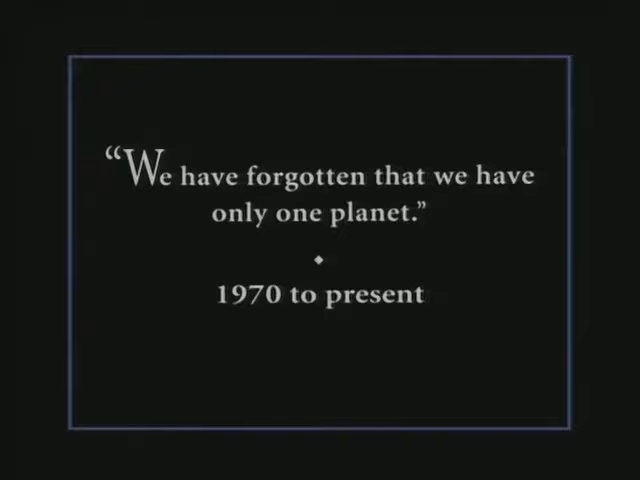 “We have forgotten that we have
only one planet.”
1970 to present